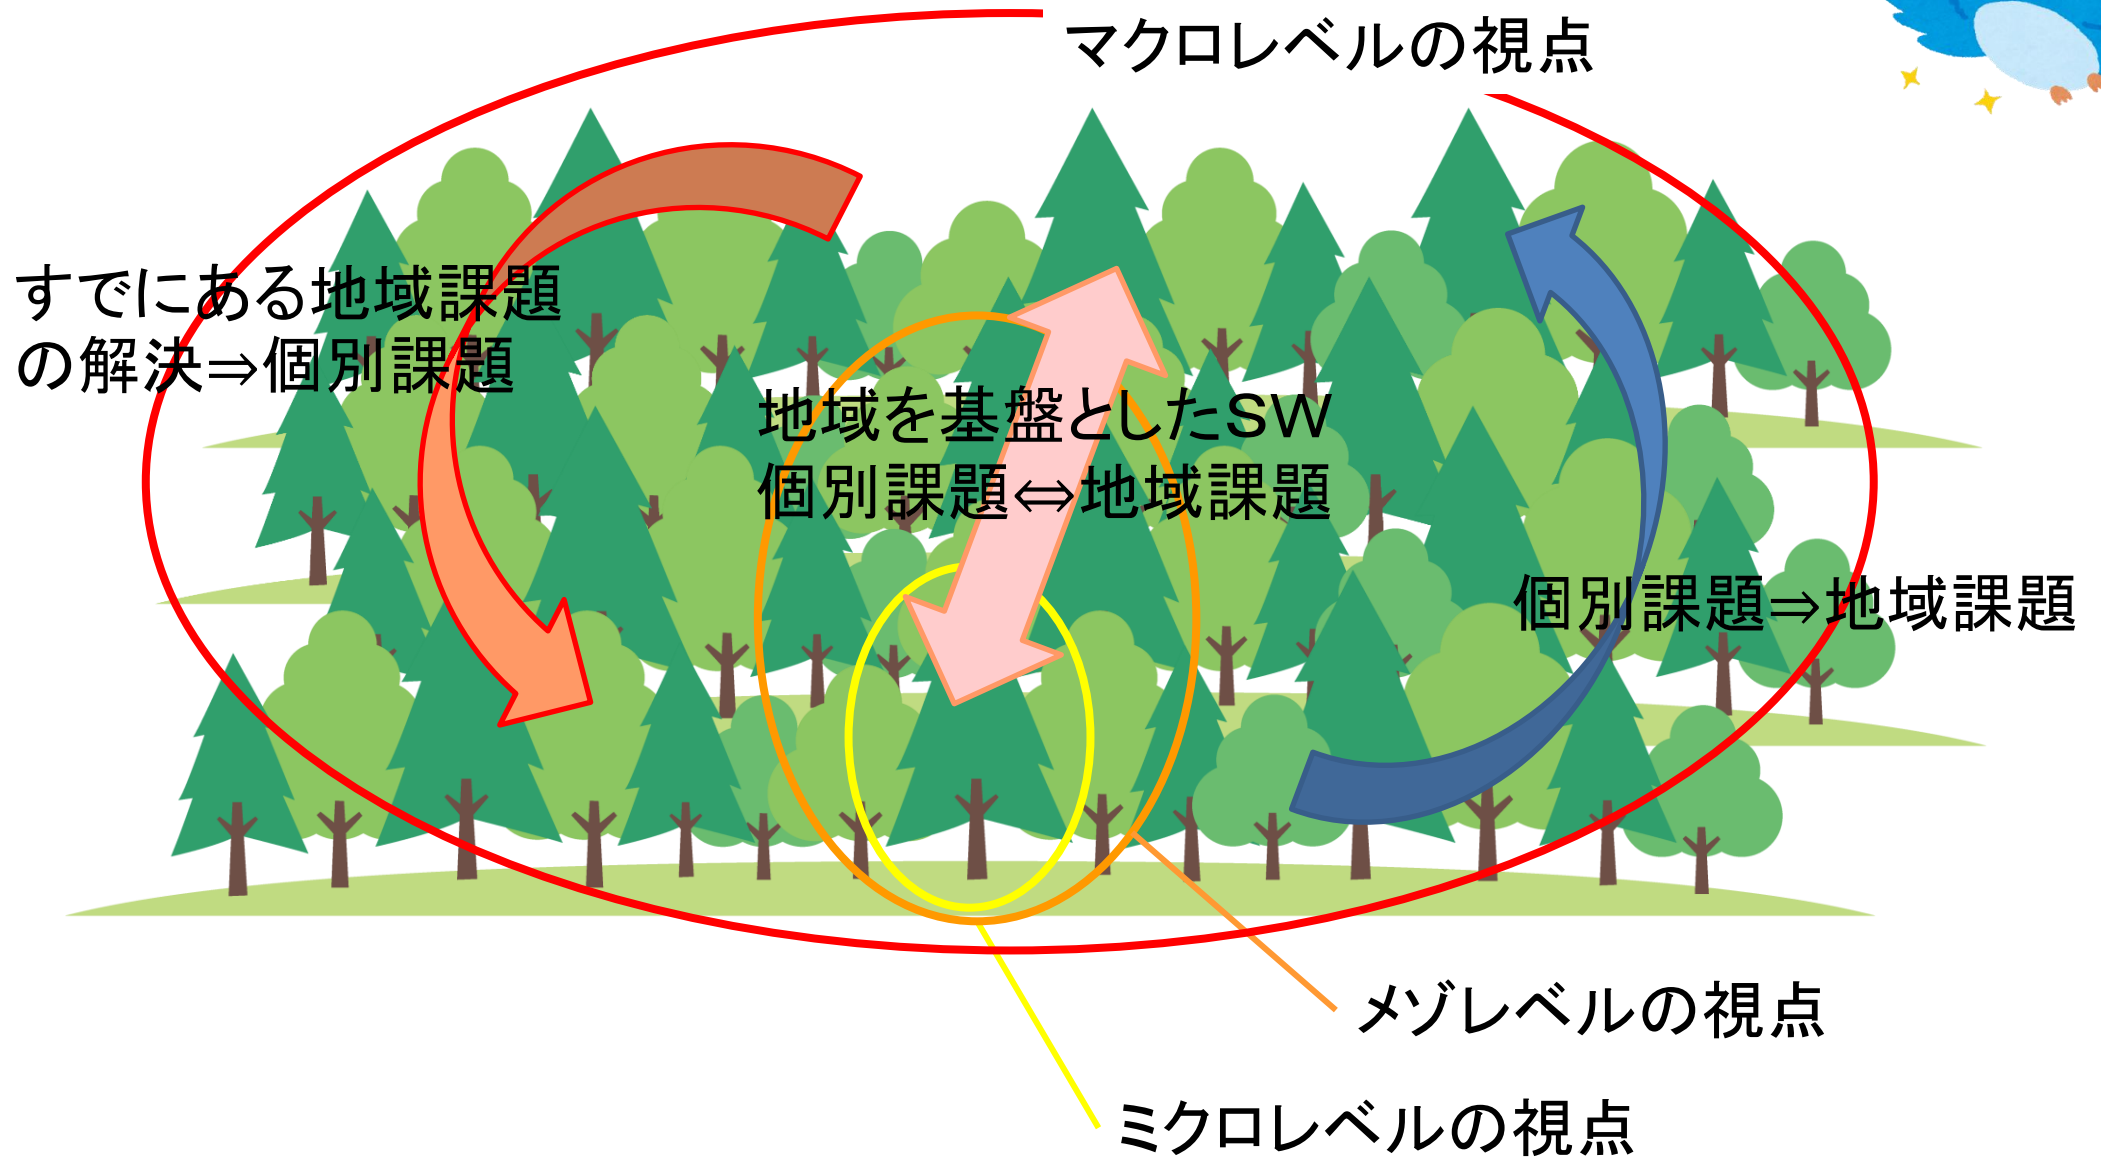 マクロレベルの視点
すでにある地域課題
の解決⇒個別課題
地域を基盤としたSW
個別課題⇔地域課題
個別課題⇒地域課題
メゾレベルの視点
ミクロレベルの視点